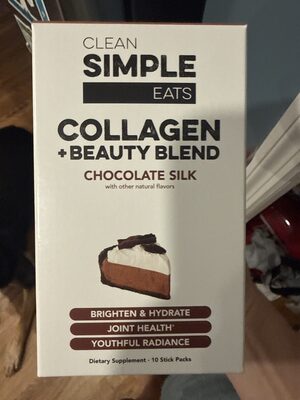 CLEAN
SIMPLE
EATS
COLLAGEN
+ BEAUTY BLEND
CHOCOLATE SILK
with other natural flavors
BRIGHTEN & HYDRATE
JOINT HEALTH*
YOUTHFUL RADIANCE
Dietary Supplement • 10 Stick Packs